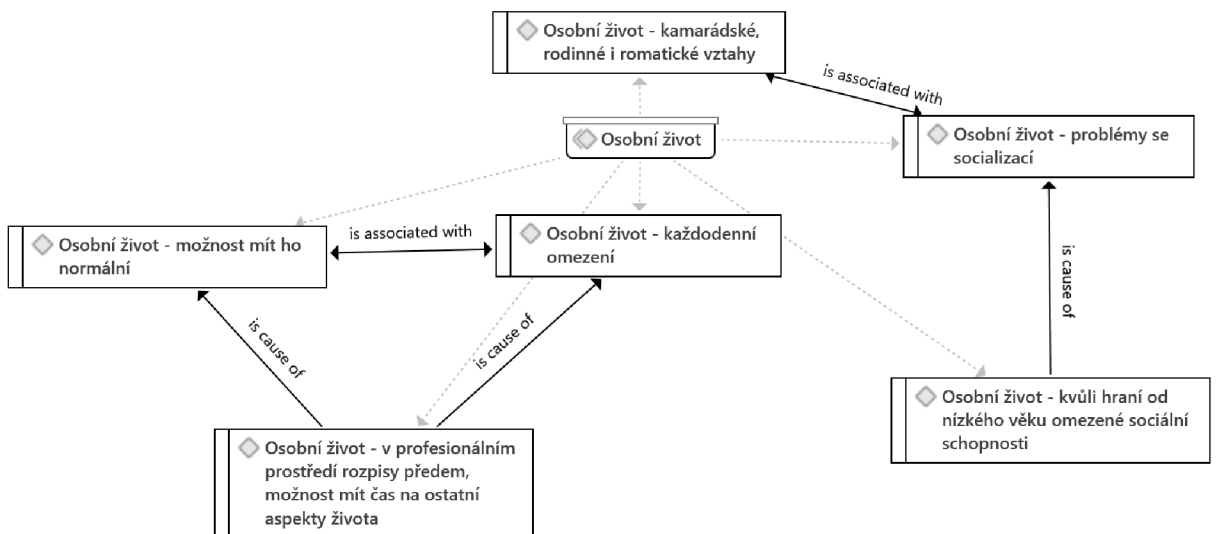 Osobní život - kamarádské,
rodinné i romatické vztahy
is associated with
Osobní život
Osobní život - problémy se
socializací
Osobní život - možnost mít ho
normální
is associated with
Osobní život - každodenní
omezení
is cause of
is cause of
is cause of
Osobní život - kvůli hraní od
nízkého věku omezené sociální
schopnosti
Osobní život - v profesionálním
prostředí rozpisy předem,
možnost mít čas na ostatní
aspekty života